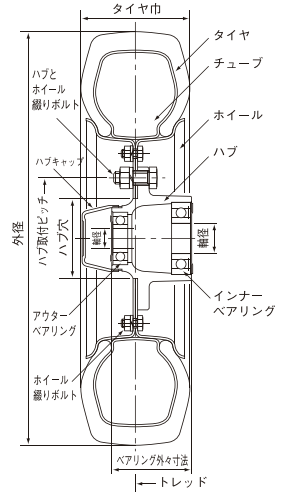 タイヤ巾
タイヤ
チューブ
ハブと
ホイール
綴りボルト
ホイール
ハブ
ハブキャップ
外径
ハブ取付ピッチ
ハブ穴
軸径
軸径
アウター
ベアリング
インナー
ベアリング
ホイール
綴りボルト
ベアリング外々寸法
トレッド